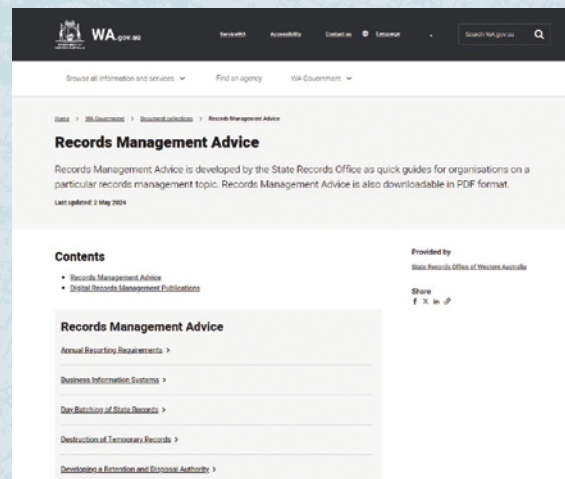 GOVERNMENT OF
WESTERN AUSTRALIA
WA.gov.au
ServiceWA Accessibility Contact us Language
Search WA.gov.au
Browse all information and services Find an agency WA Government
Home > WA Government > Document collections > Records Management Advice
Records Management Advice
Records Management Advice is developed by the State Records Office as quick guides for organisations on a
particular records management topic. Records Management Advice is also downloadable in PDF format.
Last updated: 2 May 2024
Contents
• Records Management Advice
• Digital Records Management Publications
Provided by
State Records Office of Western Australia
Share
Records Management Advice
Annual Reporting Requirements >
Business Information Systems >
Day Batching of State Records >
Destruction of Temporary Records >
Developing a Retention and Disposal Authority >